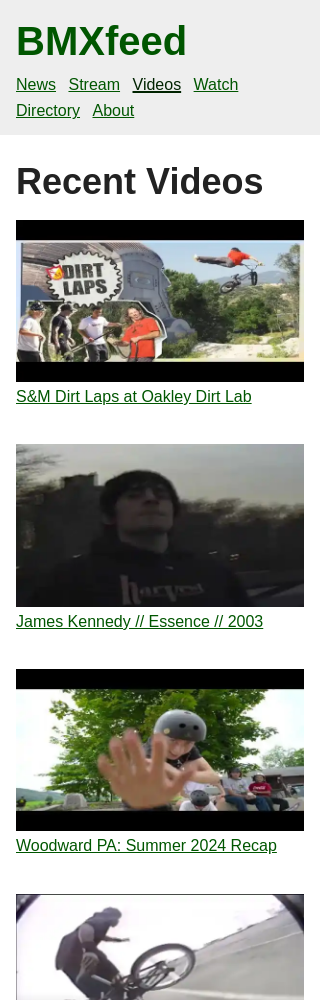 BMXfeed
News Stream Videos Watch
Directory About
Recent Videos
DIRT
LAPS
S&M Dirt Laps at Oakley Dirt Lab
harvest
James Kennedy // Essence // 2003
Woodward PA: Summer 2024 Recap